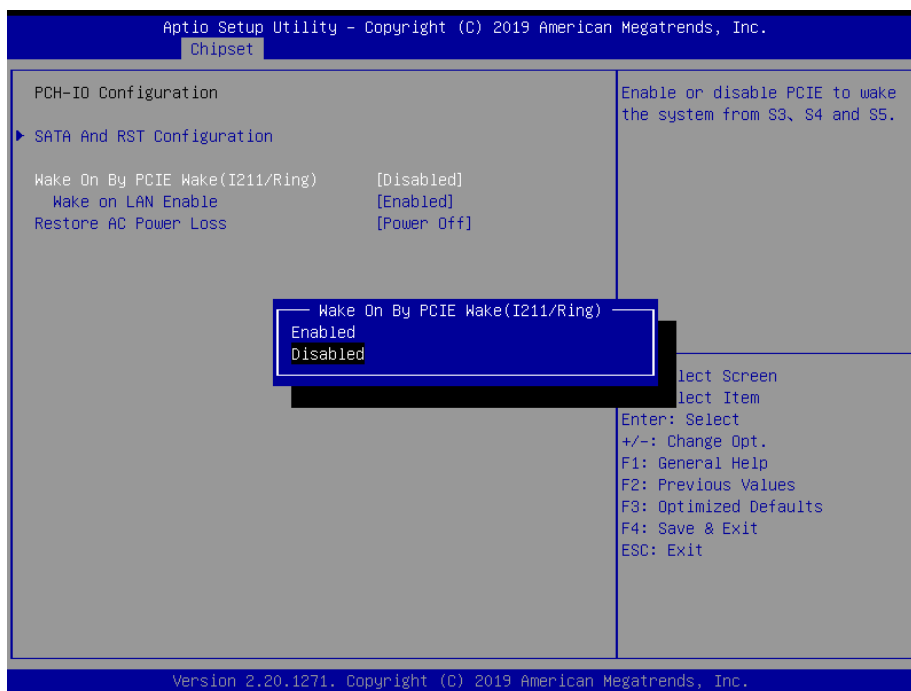 Aptio Setup Utility – Copyright (C) 2019 American Megatrends, Inc.
Chipset
PCH-IO Configuration
SATA And RST Configuration
Wake On By PCIE Wake(I211/Ring) [Disabled]
Wake on LAN Enable [Enabled]
Restore AC Power Loss [Power Off]
Enable or disable PCIE to wake
the system from S3、S4 and S5.
Wake On By PCIE Wake(I211/Ring)
Enabled
Disabled
Screen
Item
Enter: Select
+/-: Change Opt.
F1: General Help
F2: Previous Values
F3: Optimized Defaults
F4: Save & Exit
ESC: Exit
Version 2.20.1271. Copyright (C) 2019 American Megatrends, Inc.